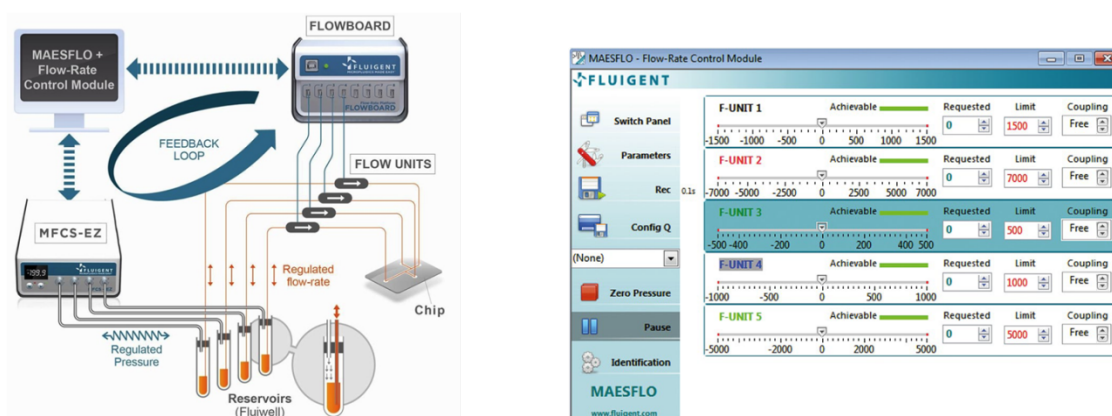 FLOWBOARD
MAESFLO +
Flow-Rate
Control Module
FLUIGENT
FLOWBOARD
FEEDBACK
LOOP
FLOW UNITS
MFCS-EZ
FLUIGENT
Regulated
flow-rate
Chip
Regulated
Pressure
Reservoirs
(Fluiwell)
MAESFLO - Flow-Rate Control Module
FLUIGENT
Switch Panel
Parameters
Rec
Config Q
(None)
Zero Pressure
Pause
Identification
MAESFLO
www.fluigent.com
0.1s
F-UNIT 1 Achievable Requested Limit Coupling
0 1500 Free
-1500 -1000 -500 0 500 1000 1500
F-UNIT 2 Achievable Requested Limit Coupling
0 7000 Free
-7000 -5000 -2500 0 2500 5000 7000
F-UNIT 3 Achievable Requested Limit Coupling
0 500 Free
-500 -400 -200 0 200 400 500
F-UNIT 4 Achievable Requested Limit Coupling
0 1000 Free
-1000 -500 0 500 1000
F-UNIT 5 Achievable Requested Limit Coupling
0 5000 Free
-5000 -2000 0 2000 5000